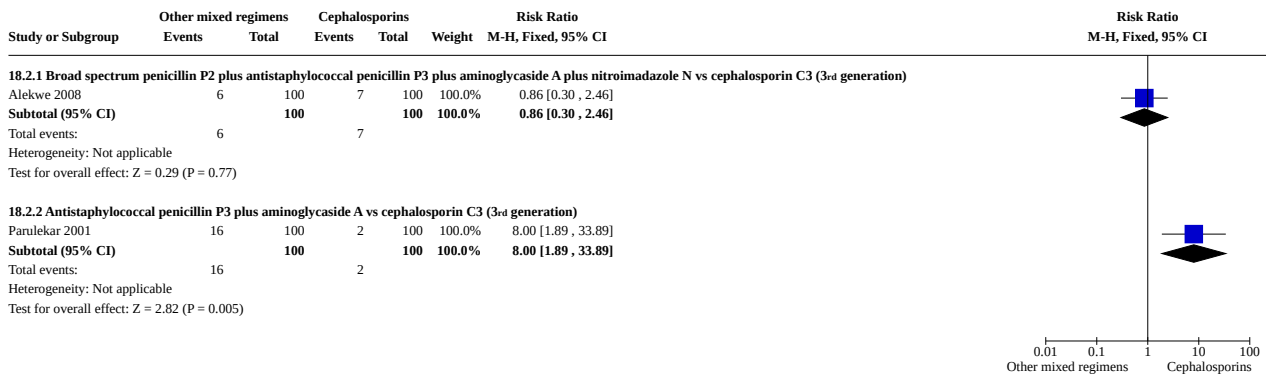 Other mixed regimens Cephalosporins Risk Ratio Risk Ratio
Study or Subgroup Events Total Events Total Weight M-H, Fixed, 95% CI M-H, Fixed, 95% CI
18.2.1 Broad spectrum penicillin P2 plus antistaphylococcal penicillin P3 plus aminoglycaside A plus nitroimadazole N vs cephalosporin C3 (3rd generation)
Alekwe 2008 6 100 7 100 100.0% 0.86 [0.30 , 2.46]
Subtotal (95% CI) 100 100 100.0% 0.86 [0.30 , 2.46]
Total events: 6 7
Heterogeneity: Not applicable
Test for overall effect: Z = 0.29 (P = 0.77)
18.2.2 Antistaphylococcal penicillin P3 plus aminoglycaside A vs cephalosporin C3 (3rd generation)
Parulekar 2001 16 100 2 100 100.0% 8.00 [1.89 , 33.89]
Subtotal (95% CI) 100 100 100.0% 8.00 [1.89 , 33.89]
Total events: 16 2
Heterogeneity: Not applicable
Test for overall effect: Z = 2.82 (P = 0.005)
0.01 0.1 1 10 100
Other mixed regimens Cephalosporins